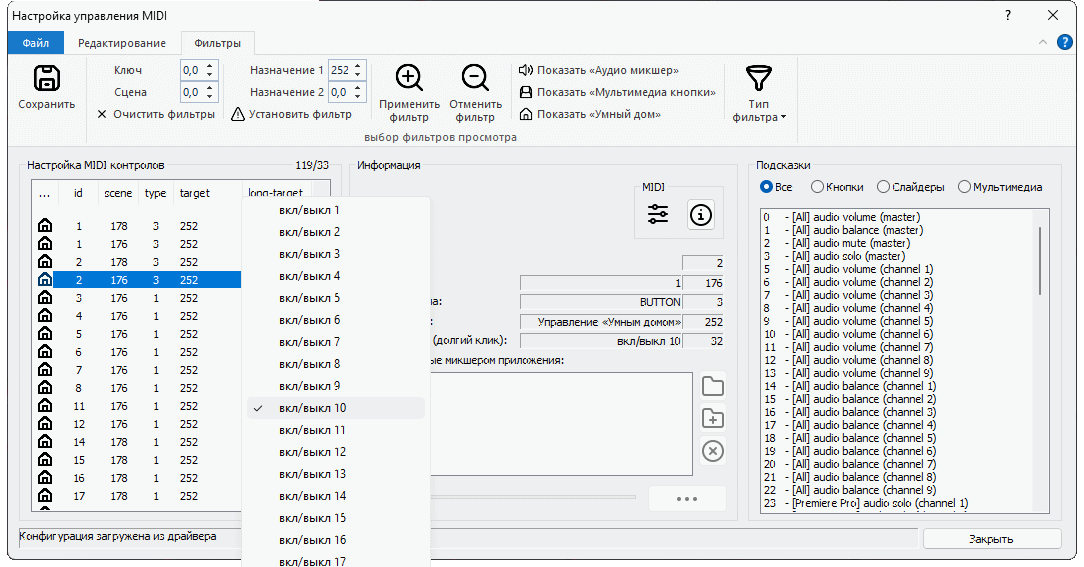 Настройка управления MIDI
?
Файл Редактирование Фильтры
?
Сохранить
Ключ 0,0
Сцена 0,0
Очистить фильтры
Назначение 1 252
Назначение 2 0,0
Установить фильтр
Применить фильтр
Отменить фильтр
Показать «Аудио микшер»
Показать «Мультимедиа кнопки»
Показать «Умный дом»
Тип фильтра
выбор фильтров просмотра
Настройка MIDI контролов 119/33
... id scene type target long-target
1 178 3 252
1 176 3 252
2 178 3 252
2 176 3 252
3 176 1 252
4 176 1 252
5 176 1 252
6 176 1 252
7 176 1 252
8 176 1 252
11 176 1 252
12 176 1 252
14 178 1 252
15 178 1 252
16 178 1 252
17 178 1 252
вкл/выкл 1
вкл/выкл 2
вкл/выкл 3
вкл/выкл 4
вкл/выкл 5
вкл/выкл 6
вкл/выкл 7
вкл/выкл 8
вкл/выкл 9
вкл/выкл 10
вкл/выкл 11
вкл/выкл 12
вкл/выкл 13
вкл/выкл 14
вкл/выкл 15
вкл/выкл 16
вкл/выкл 17
Информация
MIDI
2
1 176
на: BUTTON 3
: Управление «Умным домом» 252
(долгий клик): вкл/выкл 10 32
ые микшером приложения:
...
Подсказки
Все Кнопки Слайдеры Мультимедиа
0 - [All] audio volume (master)
1 - [All] audio balance (master)
2 - [All] audio mute (master)
3 - [All] audio solo (master)
5 - [All] audio volume (channel 1)
6 - [All] audio volume (channel 2)
7 - [All] audio volume (channel 3)
8 - [All] audio volume (channel 4)
9 - [All] audio volume (channel 5)
10 - [All] audio volume (channel 6)
11 - [All] audio volume (channel 7)
12 - [All] audio volume (channel 8)
13 - [All] audio volume (channel 9)
14 - [All] audio balance (channel 1)
15 - [All] audio balance (channel 2)
16 - [All] audio balance (channel 3)
17 - [All] audio balance (channel 4)
18 - [All] audio balance (channel 5)
19 - [All] audio balance (channel 6)
20 - [All] audio balance (channel 7)
21 - [All] audio balance (channel 8)
22 - [All] audio balance (channel 9)
23 - [Premiere Pro] audio solo (channel 1)
Конфигурация загружена из драйвера
Закрыть